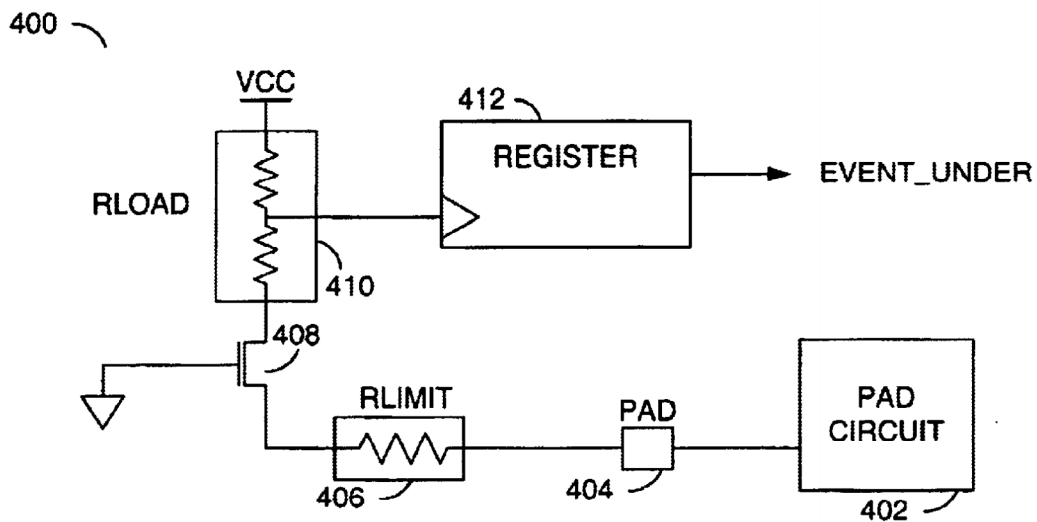 400
VCC
412
REGISTER
EVENT_UNDER
RLOAD
410
408
RLIMIT
PAD
PAD
CIRCUIT
406
404
402